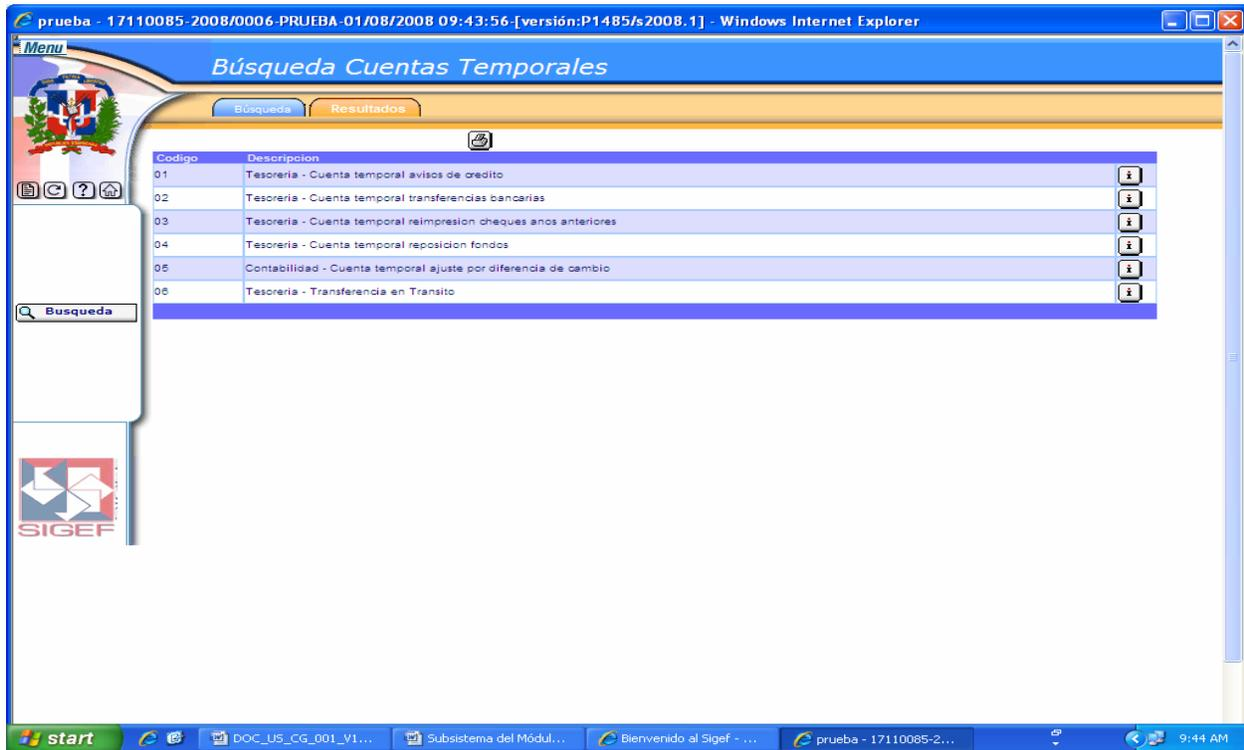 prueba - 17110085-2008/0006-PRUEBA-01/08/2008 09:43:56-[versión:P1485/s2008.1] - Windows Internet Explorer
Menu
Búsqueda Cuentas Temporales
Búsqueda Resultados
Codigo Descripcion
01 Tesoreria - Cuenta temporal avisos de credito
02 Tesoreria - Cuenta temporal transferencias bancarias
03 Tesoreria - Cuenta temporal reimpresion cheques anos anteriores
04 Tesoreria - Cuenta temporal reposicion fondos
05 Contabilidad - Cuenta temporal ajuste por diferencia de cambio
06 Tesoreria - Transferencia en Transito
Busqueda
SIGEF
start DOC_US_CG_001_V1... Subsistema del Módul... Bienvenido al Sigef - ... prueba - 17110085-2... 9:44 AM